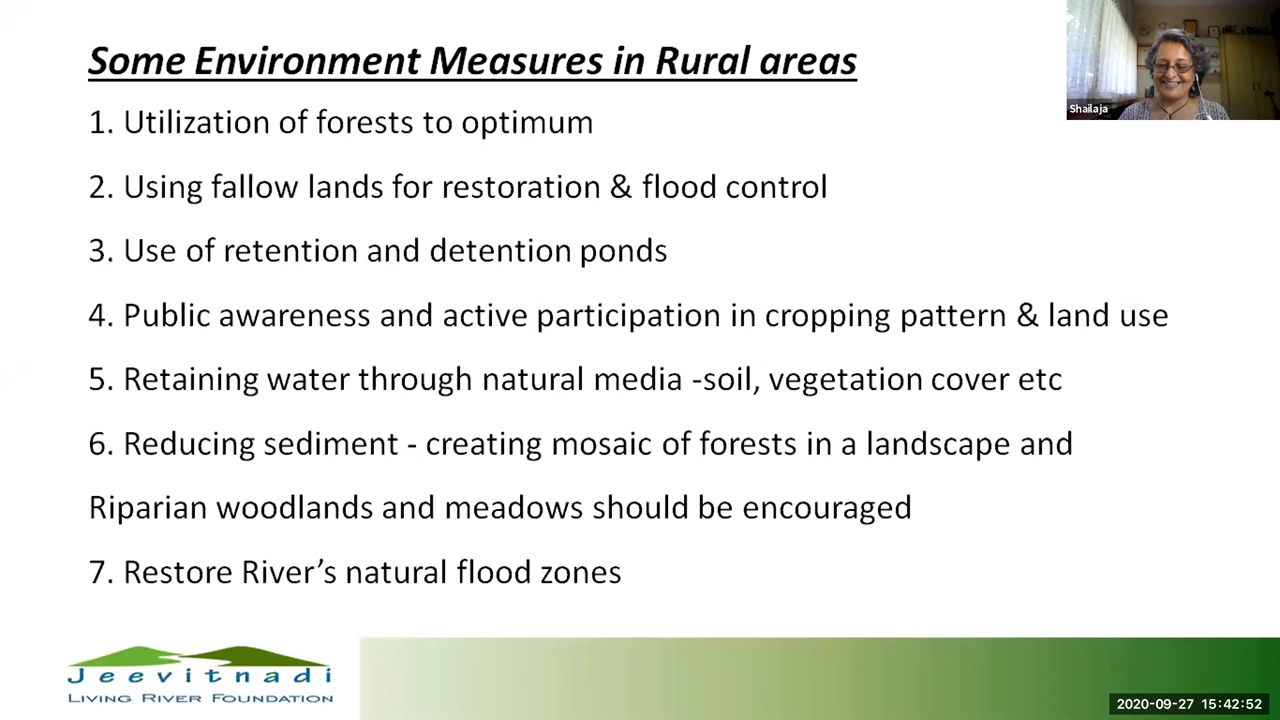 Some Environment Measures in Rural areas
Shailaja
1. Utilization of forests to optimum
2. Using fallow lands for restoration & flood control
3. Use of retention and detention ponds
4. Public awareness and active participation in cropping pattern & land use
5. Retaining water through natural media -soil, vegetation cover etc
6. Reducing sediment - creating mosaic of forests in a landscape and
Riparian woodlands and meadows should be encouraged
7. Restore River’s natural flood zones
Jeevitnadi
LIVING RIVER FOUNDATION
2020-09-27 15:42:52